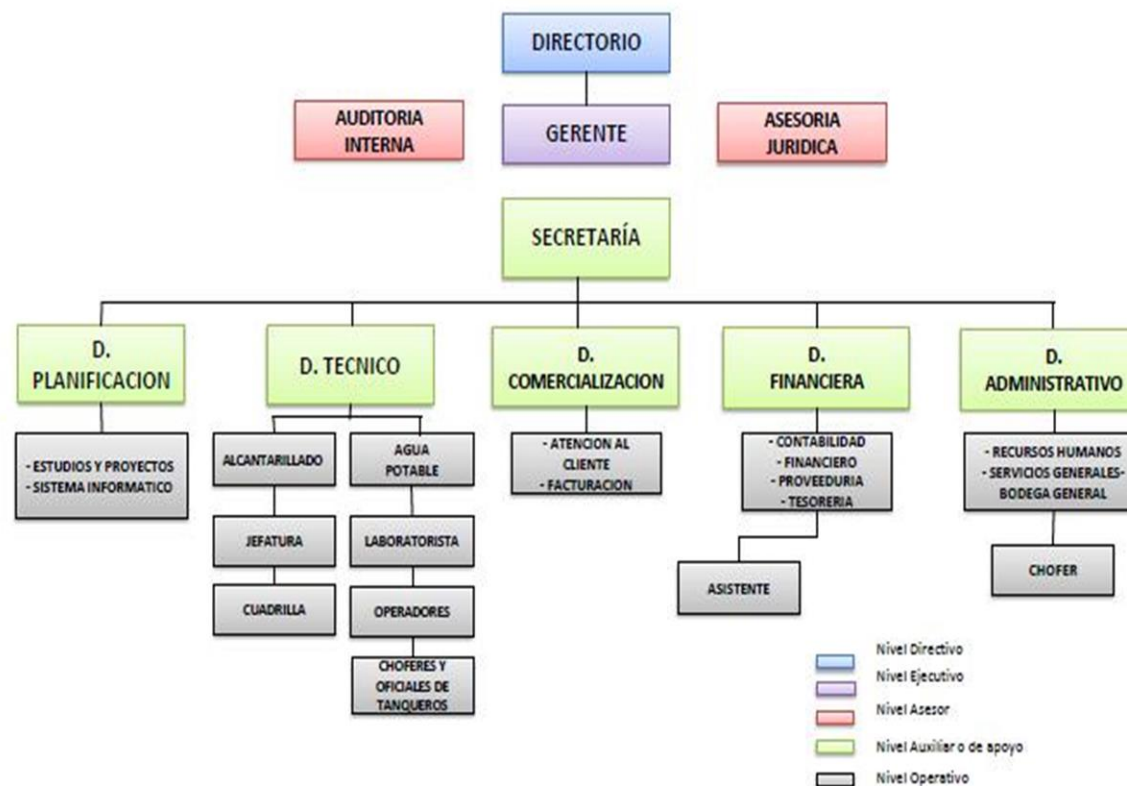 DIRECTORIO
AUDITORIA
INTERNA
GERENTE
ASESORIA
JURIDICA
SECRETARÍA
D.
PLANIFICACION
D. TECNICO
D.
COMERCIALIZACION
D.
FINANCIERA
D.
ADMINISTRATIVO
- ESTUDIOS Y PROYECTOS
- SISTEMA INFORMATICO
ALCANTARILLADO
AGUA
POTABLE
- ATENCION AL
CLIENTE
- FACTURACION
- CONTABILIDAD
- FINANCIERO
- PROVEEDURIA
- TESORERIA
- RECURSOS HUMANOS
- SERVICIOS GENERALES-
BODEGA GENERAL
JEFATURA
LABORATORISTA
ASISTENTE
CHOFER
CUADRILLA
OPERADORES
CHOFERES Y
OFICIALES DE
TANQUEROS
Nivel Directivo
Nivel Ejecutivo
Nivel Asesor
Nivel Auxiliar o de apoyo
Nivel Operativo